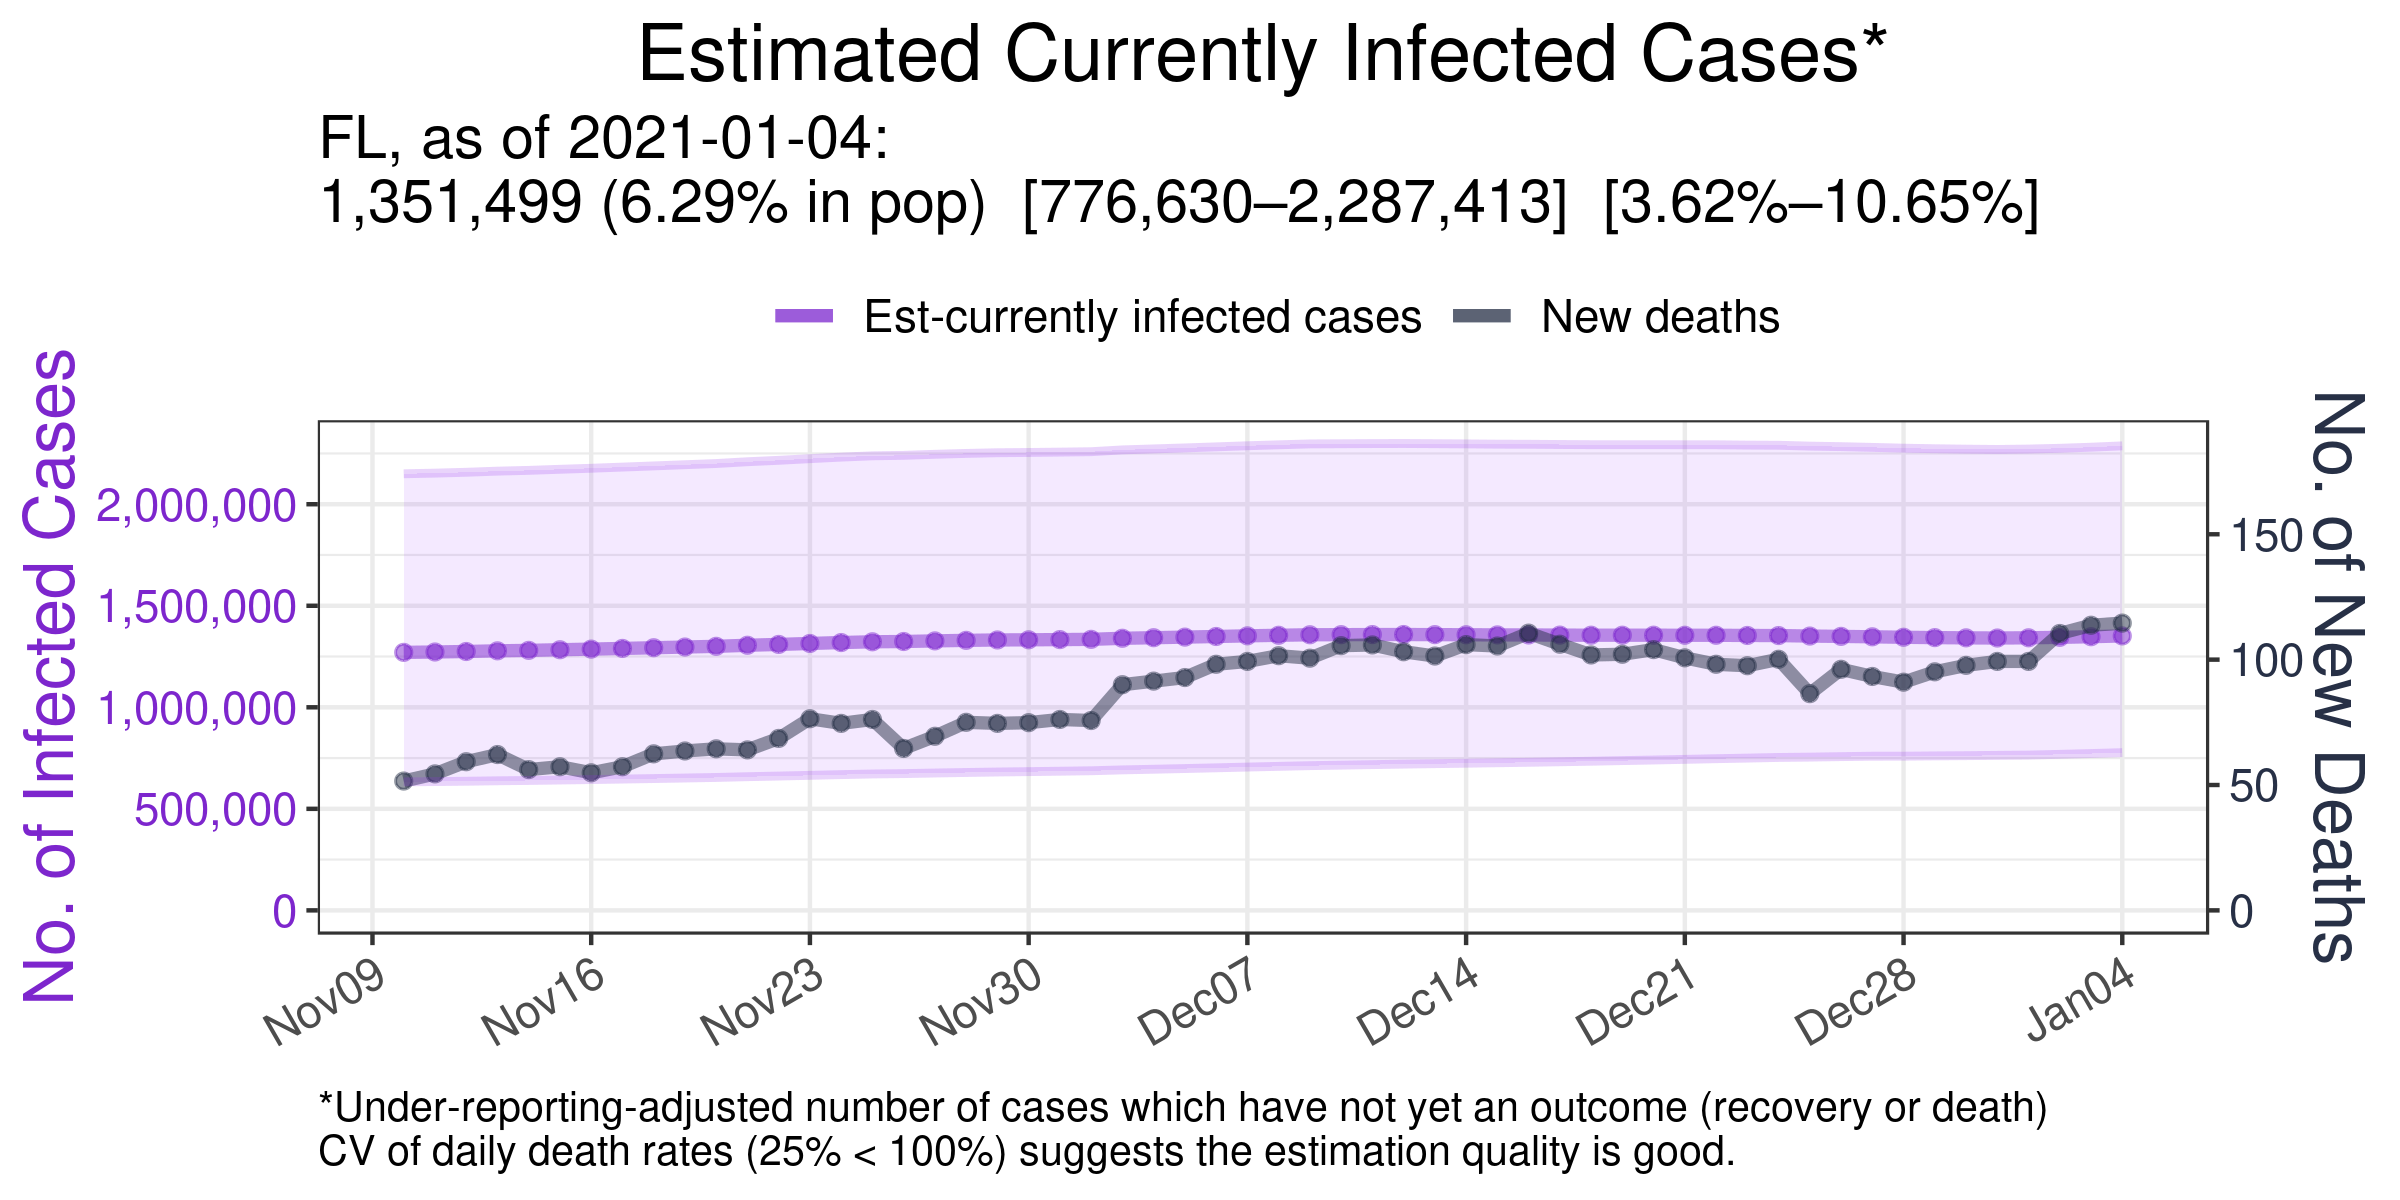 Estimated Currently Infected Cases*
FL, as of 2021-01-04:
1,351,499 (6.29% in pop) [776,630–2,287,413] [3.62%–10.65%]
Est-currently infected cases
New deaths
No. of Infected Cases
2,000,000
1,500,000
1,000,000
500,000
0
150
100
50
0
No. of New Deaths
Nov09
Nov16
Nov23
Nov30
Dec07
Dec14
Dec21
Dec28
Jan04
*Under-reporting-adjusted number of cases which have not yet an outcome (recovery or death)
CV of daily death rates (25% < 100%) suggests the estimation quality is good.